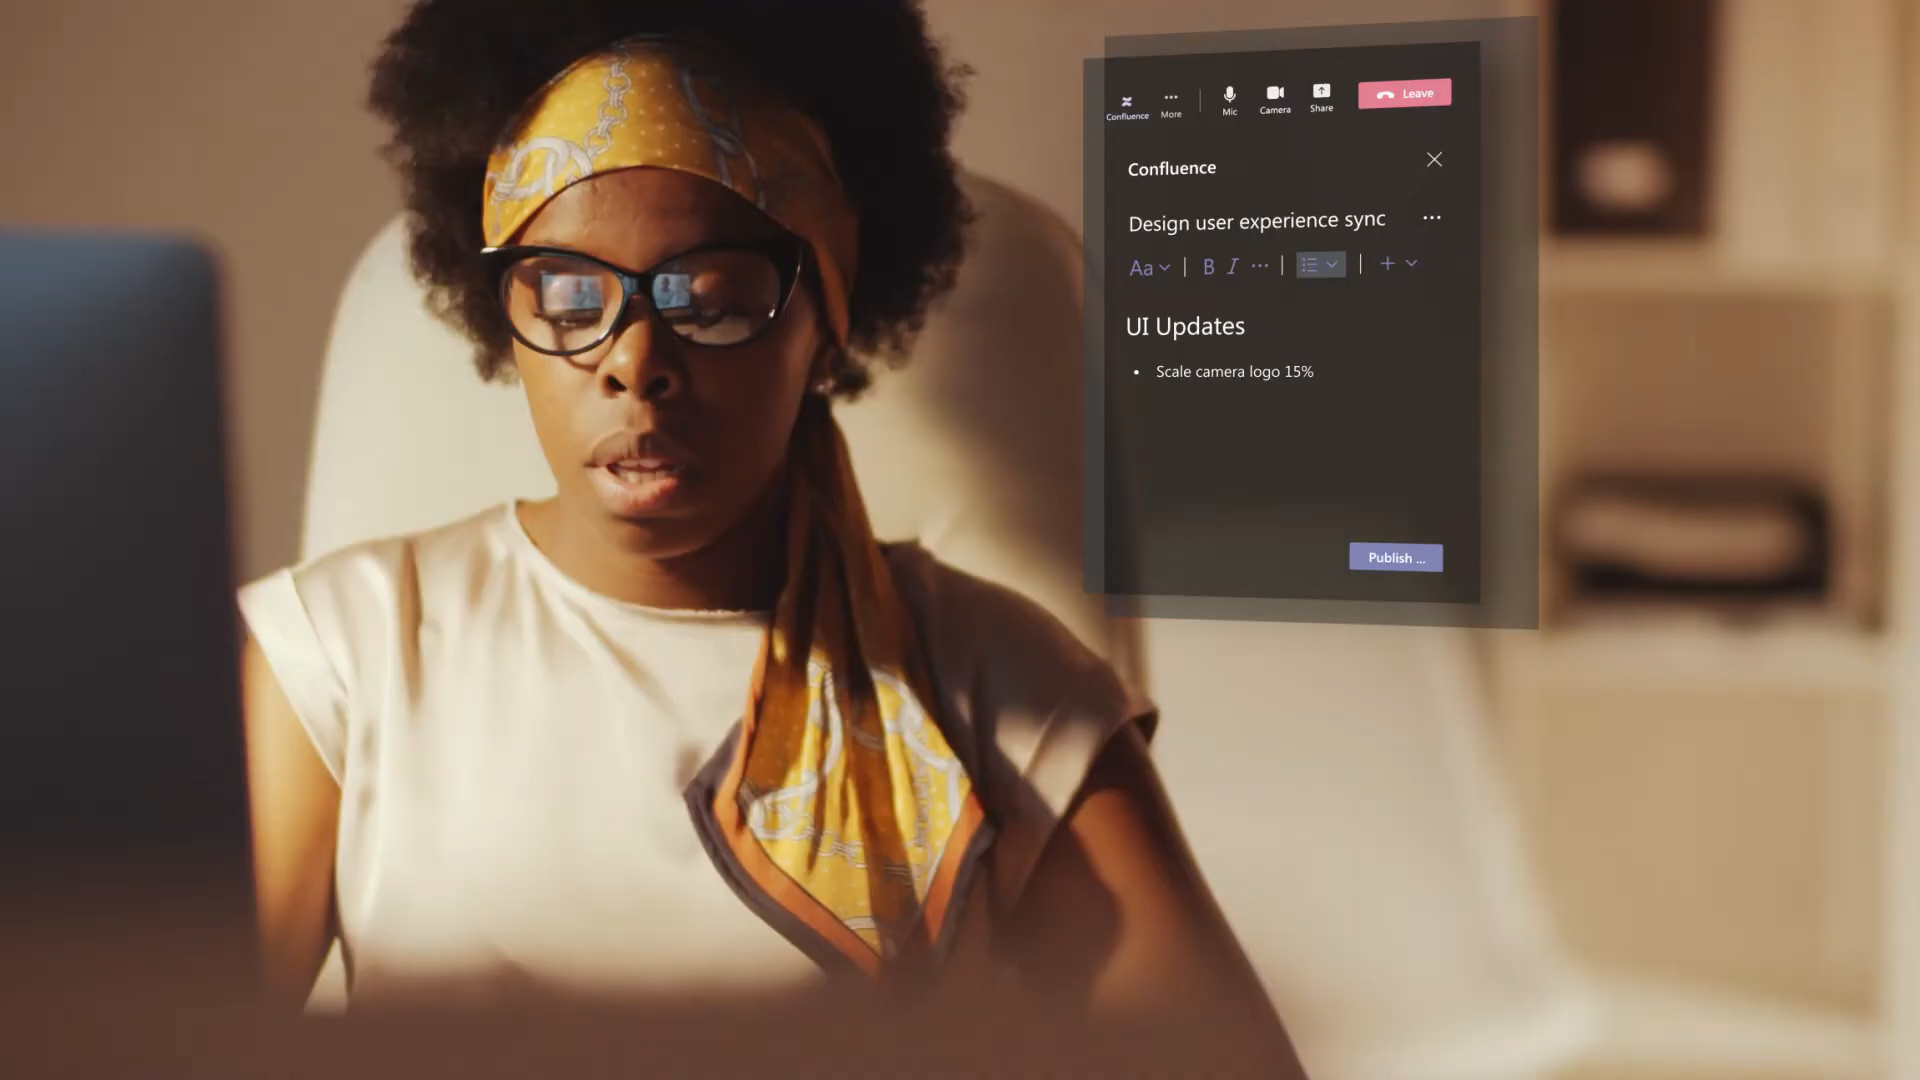 Confluence More Mic Camera Share Leave
Confluence
Design user experience sync
Aa B I
UI Updates
• Scale camera logo 15%
Publish ...